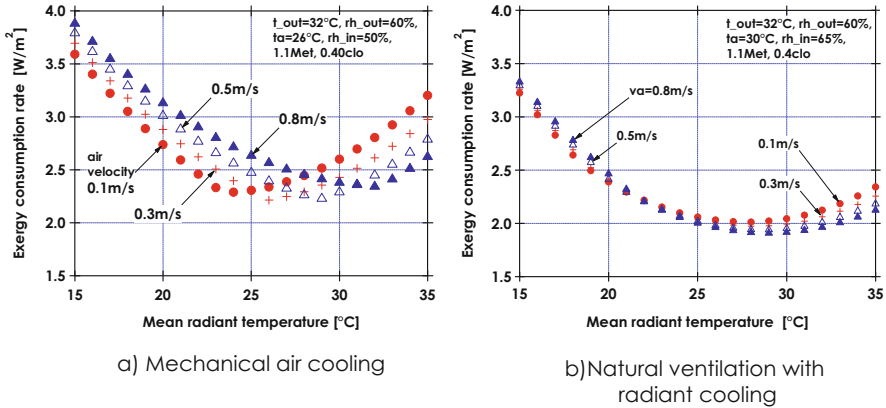 t_out=32°C, rh_out=60%,
ta=26°C, rh_in=50%,
1.1Met, 0.40clo
Exergy consumption rate [W/m²]
4.0
3.5
3.0
2.5
2.0
1.5
0.5m/s
0.8m/s
air
velocity
0.1m/s
0.3m/s
15
20
25
30
35
Mean radiant temperature [°C]
a) Mechanical air cooling
t_out=32°C, rh_out=60%,
ta=30°C, rh_in=65%,
1.1Met, 0.4clo
Exergy consumption rate [W/m²]
4.0
3.5
3.0
2.5
2.0
1.5
va=0.8m/s
0.5m/s
0.1m/s
0.3m/s
15
20
25
30
35
Mean radiant temperature [°C]
b)Natural ventilation with
radiant cooling